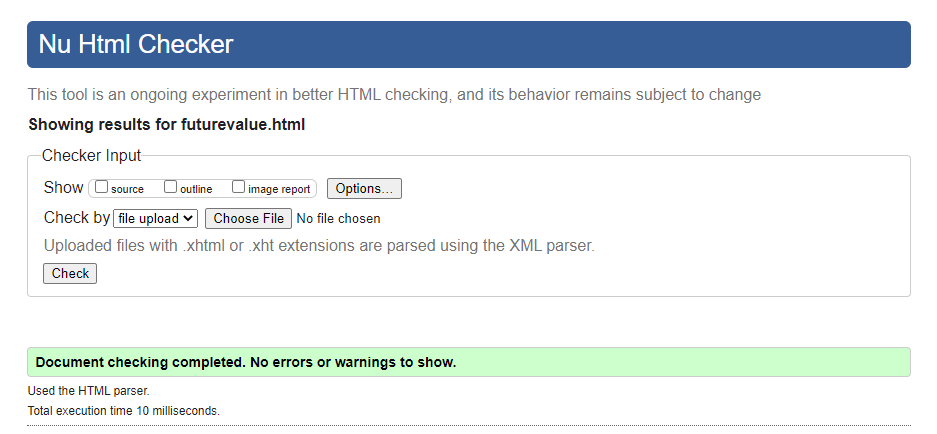 Nu Html Checker
This tool is an ongoing experiment in better HTML checking, and its behavior remains subject to change
Showing results for futurevalue.html
Checker Input
Show source outline image report Options...
Check by file upload Choose File No file chosen
Uploaded files with .xhtml or .xht extensions are parsed using the XML parser.
Check
Document checking completed. No errors or warnings to show.
Used the HTML parser.
Total execution time 10 milliseconds.